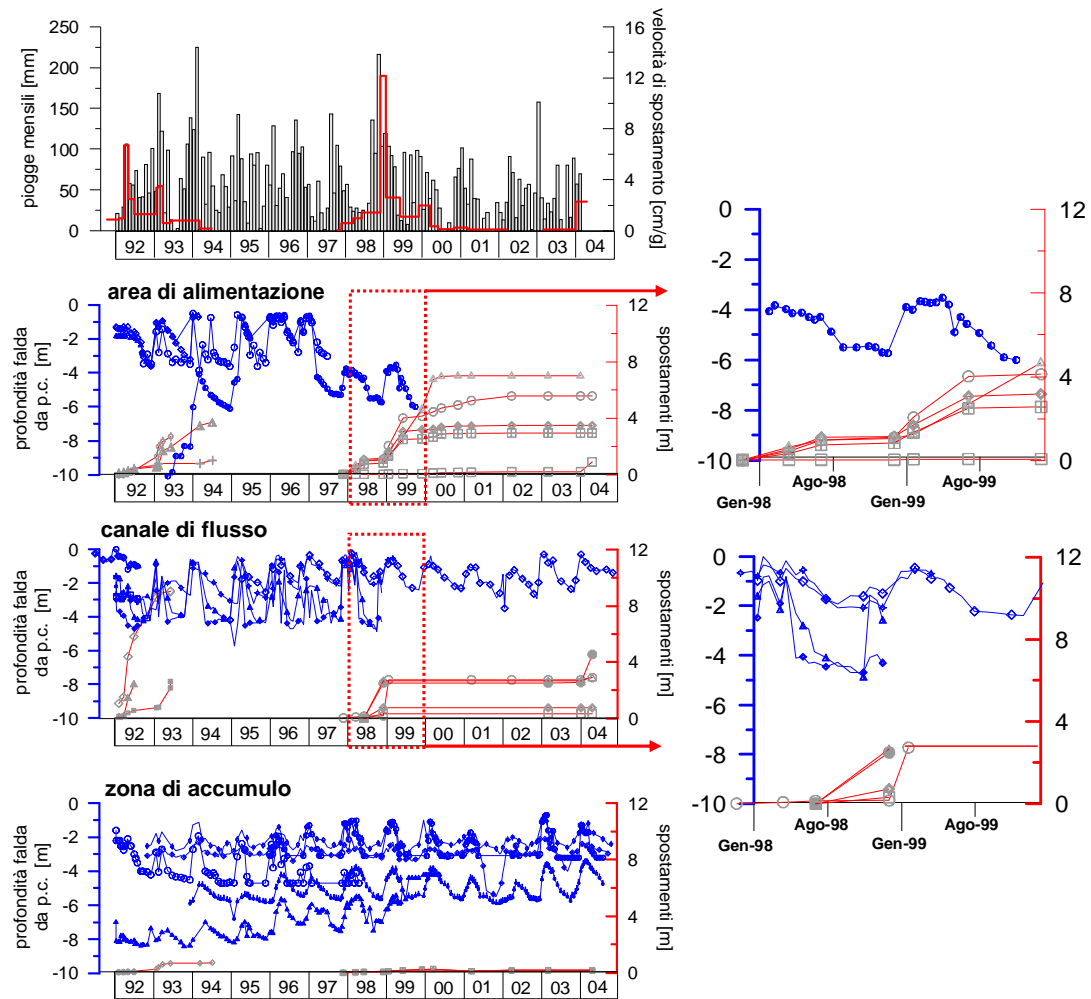 piogge mensili [mm]
250
200
150
100
50
0
velocità di spostamento (cm/g)
16
12
8
4
0
92 93 94 95 96 97 98 99 00 01 02 03 04
area di alimentazione
profondità falda
da p.c. [m]
0
-2
-4
-6
-8
-10
spostamenti [m]
12
8
4
0
92 93 94 95 96 97 98 99 00 01 02 03 04
0
-2
-4
-6
-8
-10
12
8
4
0
Ago-98 Ago-99
Gen-98 Gen-99
canale di flusso
profondità falda
da p.c. [m]
0
-2
-4
-6
-8
-10
spostamenti [m]
12
8
4
0
92 93 94 95 96 97 98 99 00 01 02 03 04
0
-2
-4
-6
-8
-10
12
8
4
0
Ago-98 Ago-99
Gen-98 Gen-99
zona di accumulo
profondità falda
da p.c. [m]
0
-2
-4
-6
-8
-10
spostamenti [m]
12
8
4
0
92 93 94 95 96 97 98 99 00 01 02 03 04